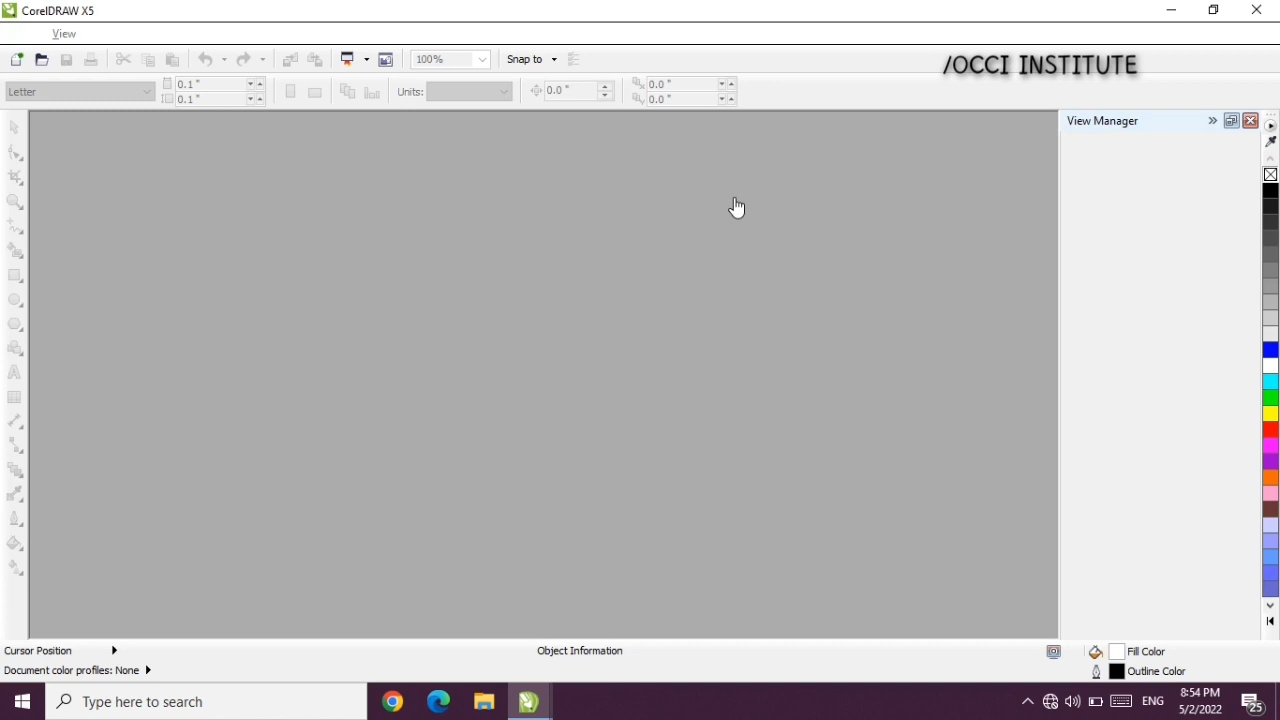 CorelDRAW X5
View
100%
Snap to
/OCCI INSTITUTE
Letter
0.1 "
0.1 "
Units:
0.0 "
0.0 "
0.0 "
View Manager
Cursor Position
Object Information
Fill Color
Document color profiles: None
Outline Color
Type here to search
ENG
8:54 PM
5/2/2022
25